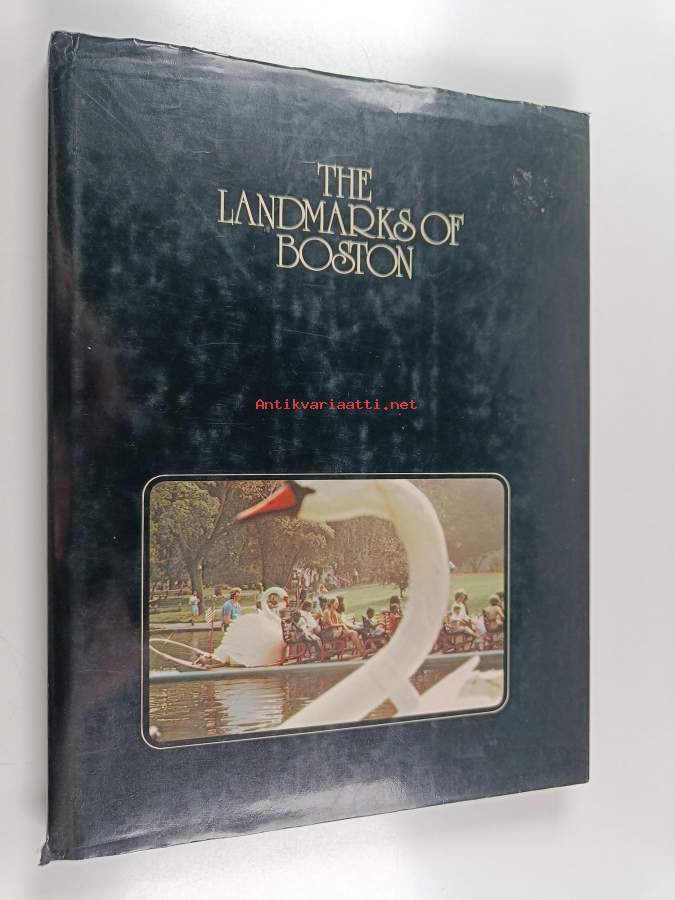 THE
LANDMARKS OF
BOSTON
Antikvariaatti.net